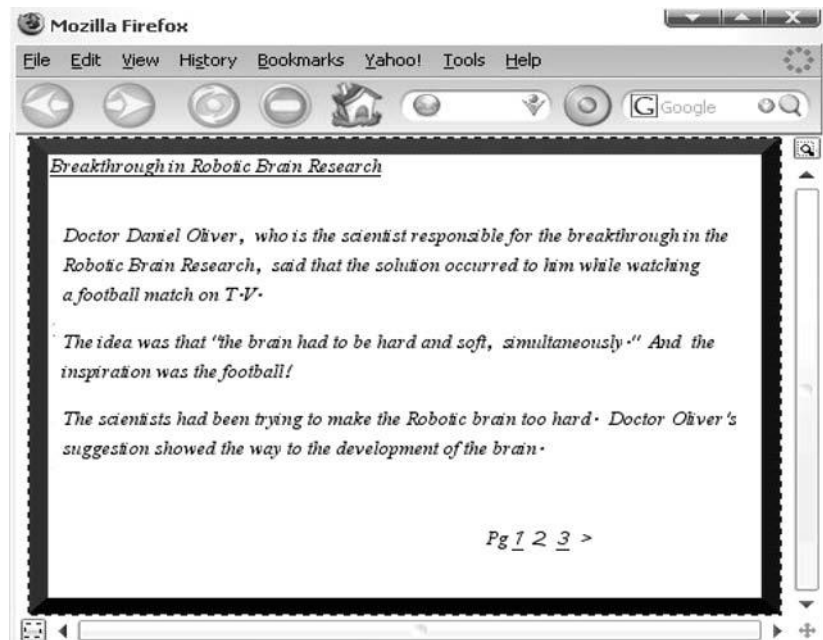 Mozilla Firefox
File Edit View History Bookmarks Yahoo! Tools Help
G Google
Breakthrough in Robotic Brain Research
Doctor Daniel Oliver, who is the scientist responsible for the breakthrough in the
Robotic Brain Research, said that the solution occurred to him while watching
a football match on T·V·
The idea was that "the brain had to be hard and soft, simultaneously·" And the
inspiration was the football!
The scientists had been trying to make the Robotic brain too hard· Doctor Oliver's
suggestion showed the way to the development of the brain·
Pg 1 2 3 >